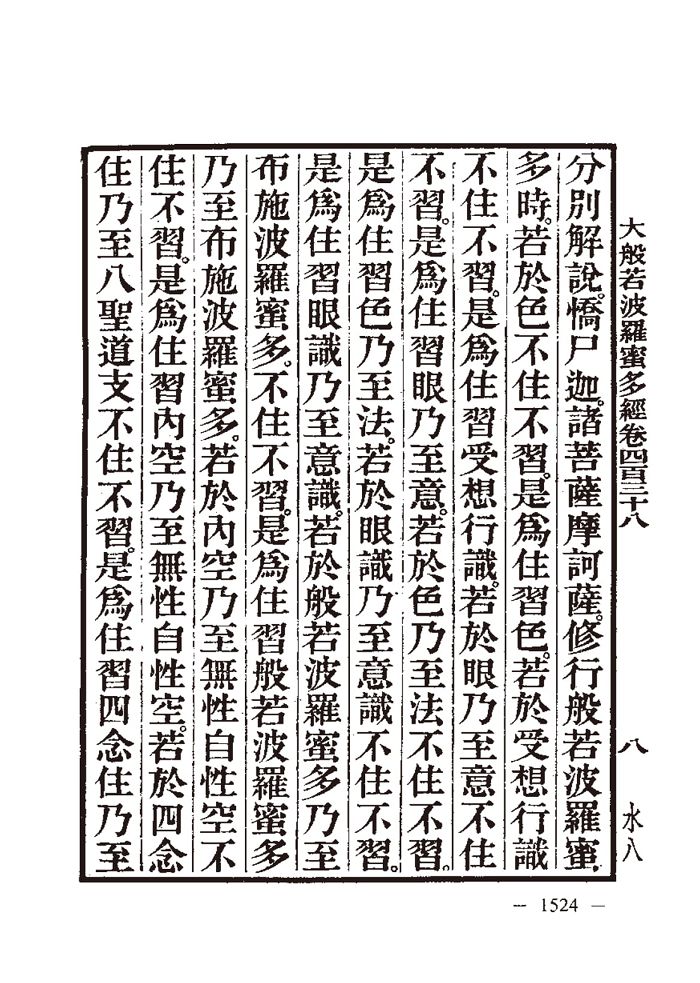 大般若波羅蜜多經卷四百三十八　八　水八
分別解說。憍尸迦。諸菩薩摩訶薩。修行般若波羅蜜
多時。若於色不住不習。是爲住習色。若於受想行識
不住不習。是爲住習受想行識。若於眼乃至意不住
不習。是爲住習眼乃至意。若於色乃至法不住不習。
是爲住習色乃至法。若於眼識乃至意識不住不習。
是爲住習眼識乃至意識。若於般若波羅蜜多乃至
布施波羅蜜多。不住不習。是爲住習般若波羅蜜多
乃至布施波羅蜜多。若於內空乃至無性自性空不
住不習。是爲住習內空乃至無性自性空。若於四念
住乃至八聖道支不住不習。是爲住習四念住乃至
— 1524 —